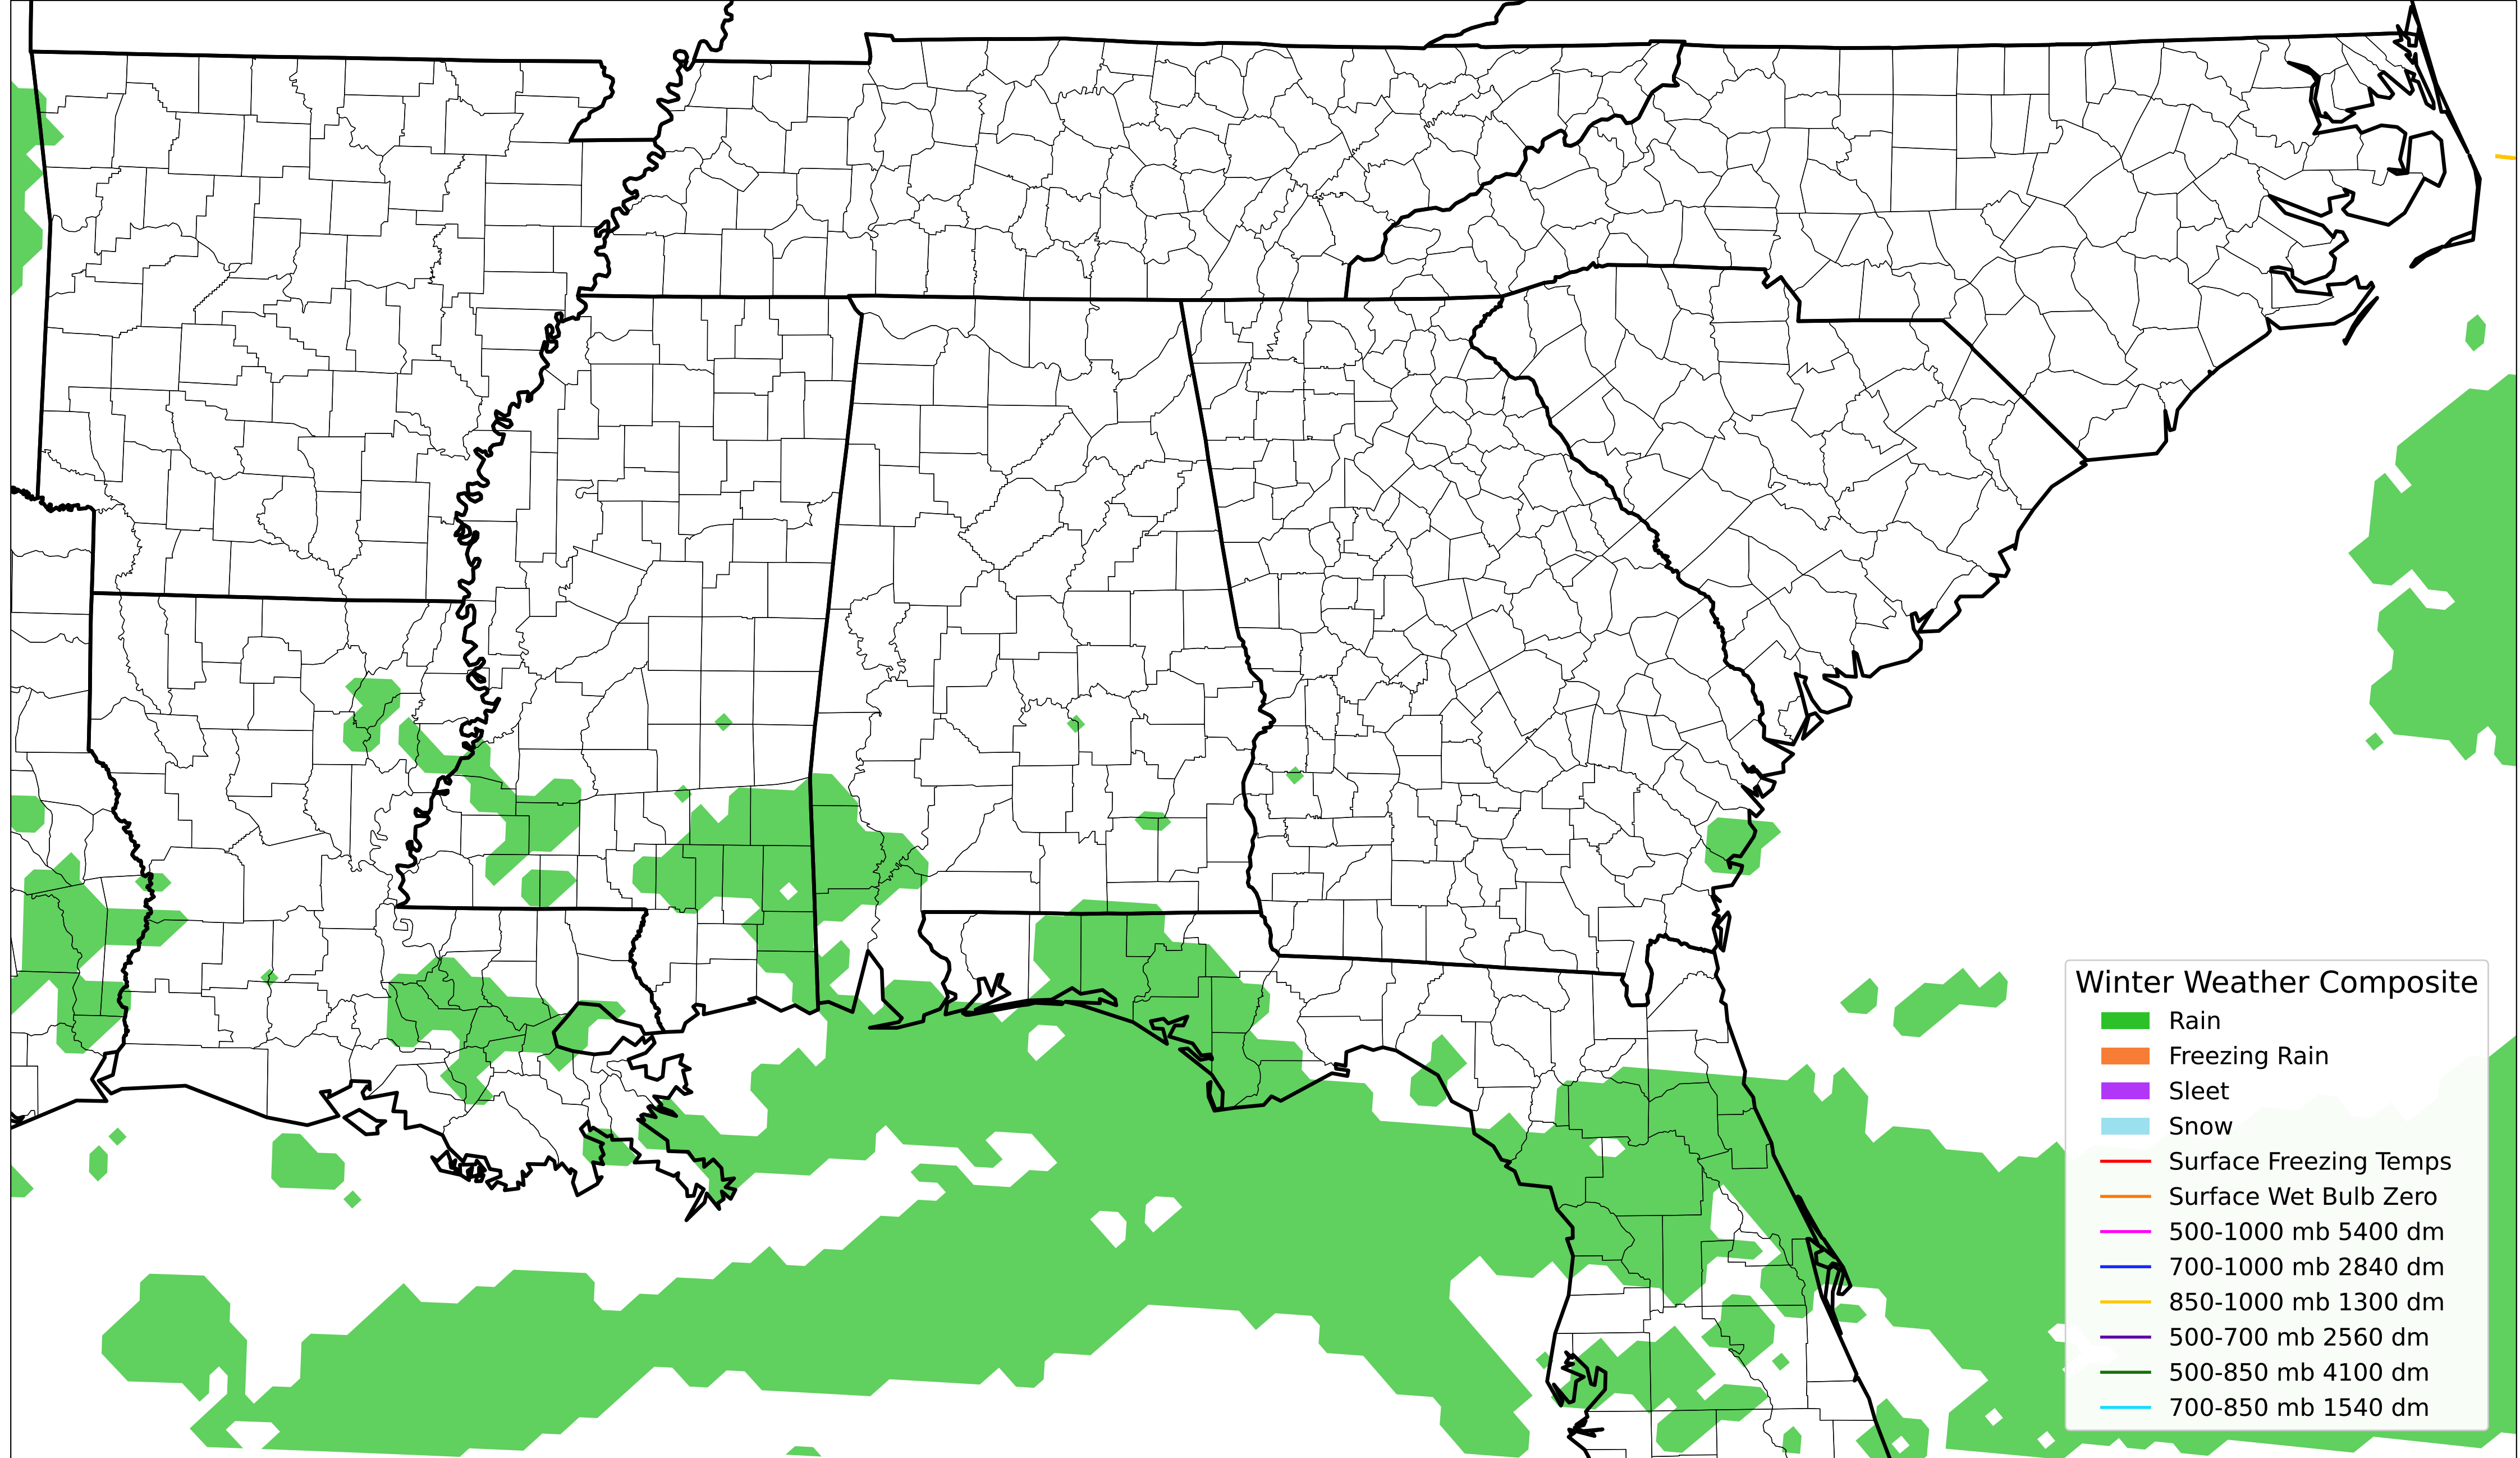 Winter Weather Composite
Rain
Freezing Rain
Sleet
Snow
Surface Freezing Temps
Surface Wet Bulb Zero
500-1000 mb 5400 dm
700-1000 mb 2840 dm
850-1000 mb 1300 dm
500-700 mb 2560 dm
500-850 mb 4100 dm
700-850 mb 1540 dm